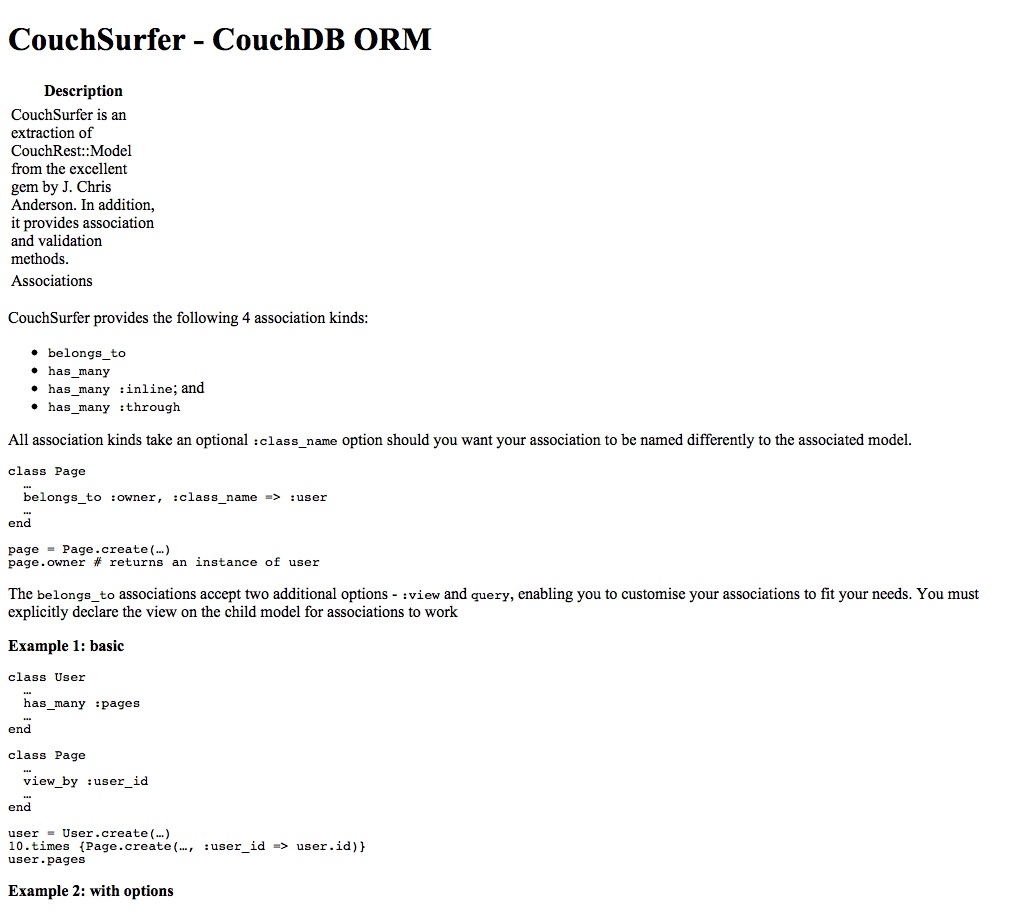 CouchSurfer - CouchDB ORM
Description
CouchSurfer is an
extraction of
CouchRest::Model
from the excellent
gem by J. Chris
Anderson. In addition,
it provides association
and validation
methods.
Associations
CouchSurfer provides the following 4 association kinds:
• belongs_to
• has_many
• has_many :inline; and
• has_many :through
All association kinds take an optional :class_name option should you want your association to be named differently to the associated model.
class Page
…
belongs_to :owner, :class_name => :user
…
end
page = Page.create(…)
page.owner # returns an instance of user
The belongs_to associations accept two additional options - :view and query, enabling you to customise your associations to fit your needs. You must
explicitly declare the view on the child model for associations to work
Example 1: basic
class User
…
has_many :pages
…
end
class Page
…
view_by :user_id
…
end
user = User.create(…)
10.times {Page.create(…, :user_id => user.id)}
user.pages
Example 2: with options